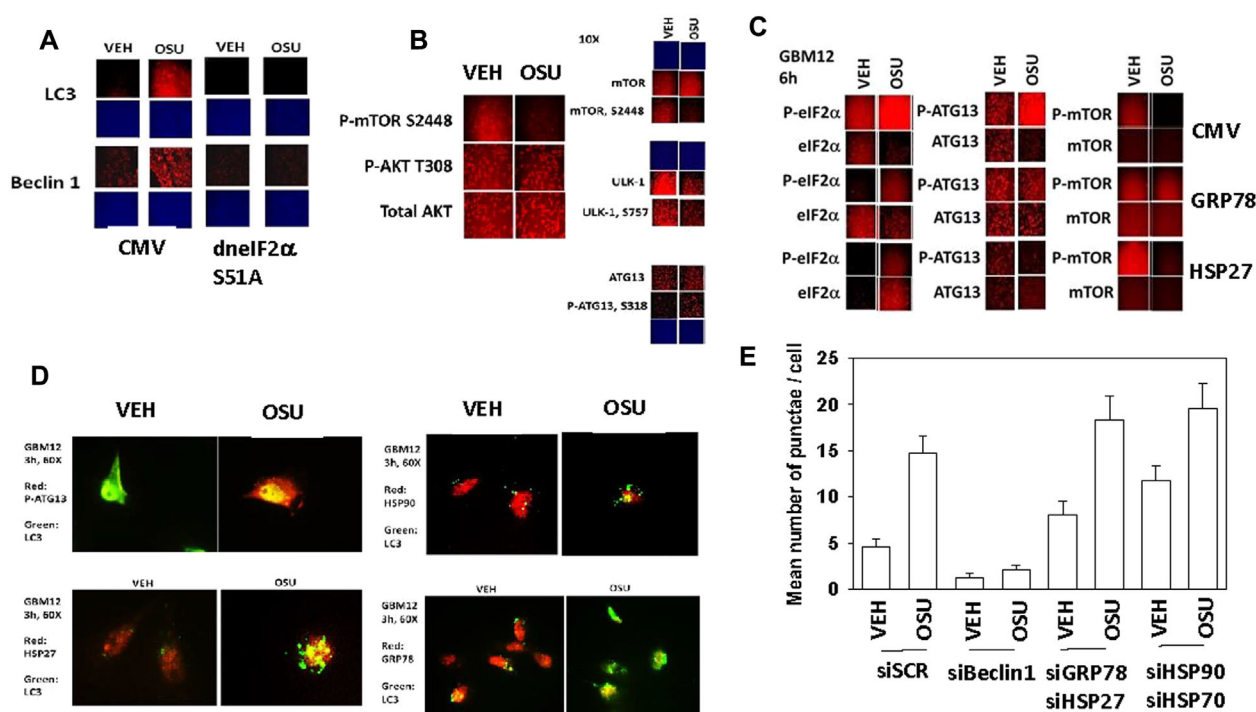 A
VEH OSU VEH OSU
LC3
Beclin 1
CMV dneIF2α
S51A
B
VEH OSU
P-mTOR S2448
P-AKT T308
Total AKT
10X
VEH OSU
mTOR
mTOR, S2448
ULK-1
ULK-1, S757
ATG13
P-ATG13, S318
C
GBM12
6h
VEH OSU VEH OSU VEH OSU
P-eIF2α P-ATG13 P-mTOR
CMV
eIF2α ATG13 mTOR
P-eIF2α P-ATG13 P-mTOR
GRP78
eIF2α ATG13 mTOR
P-eIF2α P-ATG13 P-mTOR
HSP27
eIF2α ATG13 mTOR
D
VEH OSU
GBM12
3h, 60X
Red:
P-ATG13
Green:
LC3
VEH OSU
GBM12
3h, 60X
Red:
HSP90
Green:
LC3
VEH OSU
GBM12
3h, 60X
Red:
HSP27
Green:
LC3
VEH OSU
GBM12
3h, 60X
Red:
GRP78
Green:
LC3
E
Mean number of punctae / cell
25
20
15
10
5
0
VEH OSU VEH OSU VEH OSU VEH OSU
siSCR siBeclin1 siGRP78 siHSP90
siHSP27 siHSP70